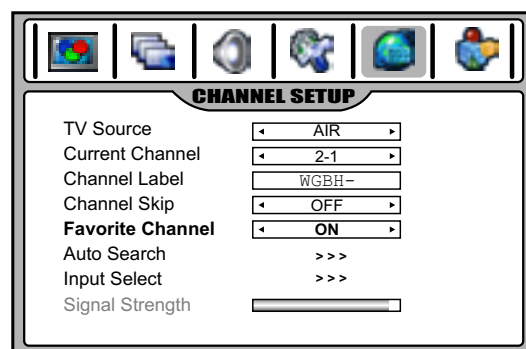 CHANNEL SETUP
TV Source AIR
Current Channel 2-1
Channel Label WGBH-
Channel Skip OFF
Favorite Channel ON
Auto Search >>>
Input Select >>>
Signal Strength